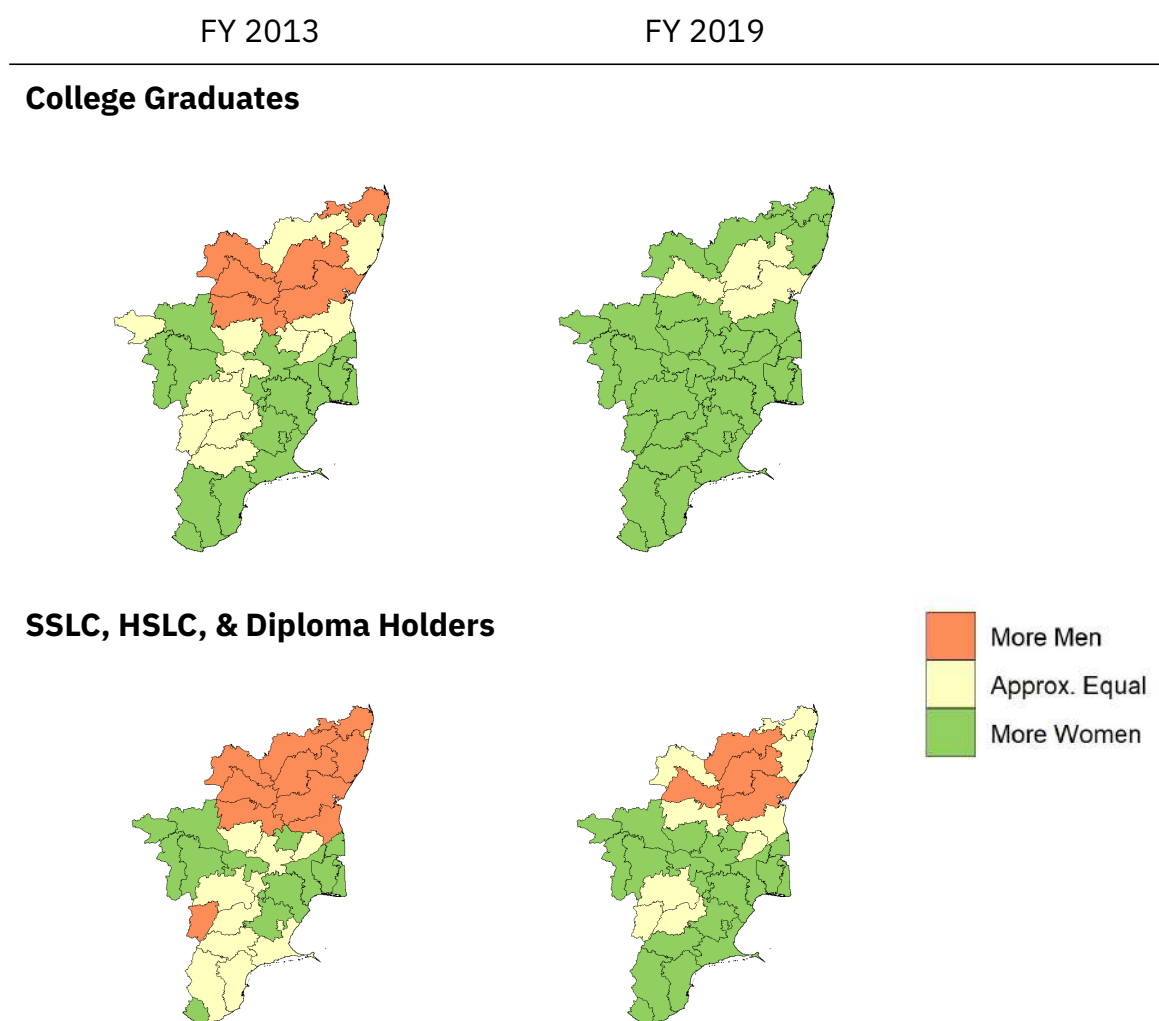 FY 2013 FY 2019
College Graduates
SSLC, HSLC, & Diploma Holders
More Men
Approx. Equal
More Women